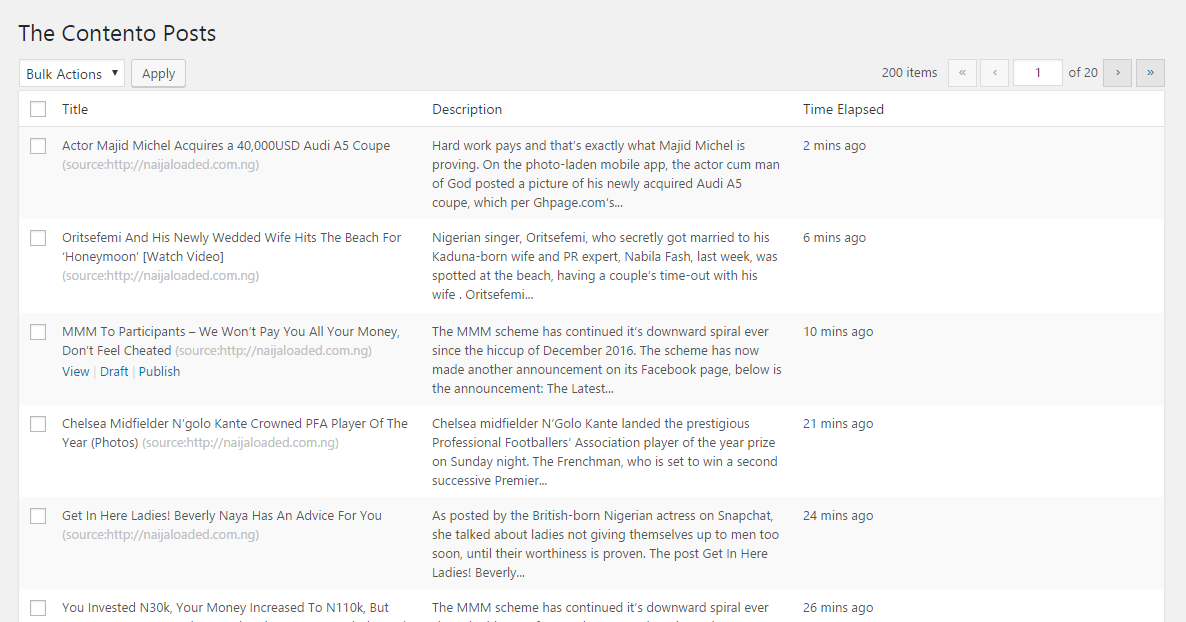 The Contento Posts
Bulk Actions ▼ Apply 200 items « ‹ 1 of 20 › »
Title Description Time Elapsed
Actor Majid Michel Acquires a 40,000USD Audi A5 Coupe
(source:http://naijaloaded.com.ng)
Hard work pays and that's exactly what Majid Michel is
proving. On the photo-laden mobile app, the actor cum man
of God posted a picture of his newly acquired Audi A5
coupe, which per Ghpage.com's...
2 mins ago
Oritsefemi And His Newly Wedded Wife Hits The Beach For
'Honeymoon' [Watch Video]
(source:http://naijaloaded.com.ng)
Nigerian singer, Oritsefemi, who secretly got married to his
Kaduna-born wife and PR expert, Nabila Fash, last week, was
spotted at the beach, having a couple's time-out with his
wife . Oritsefemi...
6 mins ago
MMM To Participants – We Won't Pay You All Your Money,
Don't Feel Cheated (source:http://naijaloaded.com.ng)
View | Draft | Publish
The MMM scheme has continued it's downward spiral ever
since the hiccup of December 2016. The scheme has now
made another announcement on its Facebook page, below is
the announcement: The Latest...
10 mins ago
Chelsea Midfielder N'golo Kante Crowned PFA Player Of The
Year (Photos) (source:http://naijaloaded.com.ng)
Chelsea midfielder N'Golo Kante landed the prestigious
Professional Footballers' Association player of the year prize
on Sunday night. The Frenchman, who is set to win a second
successive Premier...
21 mins ago
Get In Here Ladies! Beverly Naya Has An Advice For You
(source:http://naijaloaded.com.ng)
As posted by the British-born Nigerian actress on Snapchat,
she talked about ladies not giving themselves up to men too
soon, until their worthiness is proven. The post Get In Here
Ladies! Beverly...
24 mins ago
You Invested N30k, Your Money Increased To N110k, But
The MMM scheme has continued it's downward spiral ever
26 mins ago